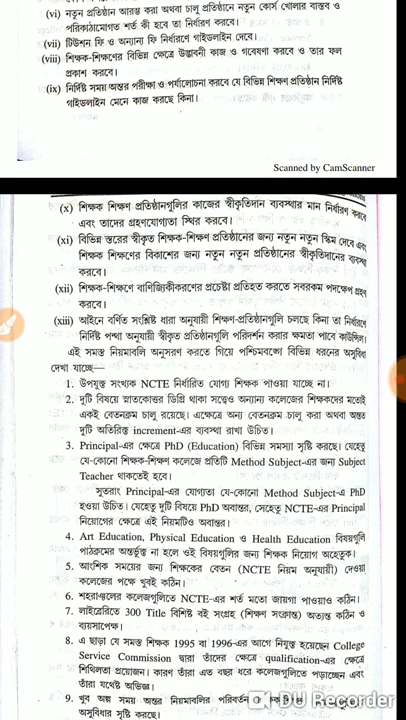 (vi) নতুন প্রতিষ্ঠান আরম্ভ করা অথবা চালু প্রতিষ্ঠানে নতুন কোর্স খোলার বাস্তব ও
পরিকাঠামোগত শর্ত কী হবে তা নির্ধারণ করবে।
(vii) টিউশন ফি ও অন্যান্য ফি নির্ধারণে গাইডলাইন দেবে।
(viii) শিক্ষক-শিক্ষণের বিভিন্ন ক্ষেত্রে উদ্ভাবনী কাজ ও গবেষণা করবে ও তার ফল
প্রকাশ করবে।
(ix) নির্দিষ্ট সময় অন্তর পরীক্ষা ও পর্যালোচনা করবে যে বিভিন্ন শিক্ষণ প্রতিষ্ঠান নির্দিষ্ট
গাইডলাইন মেনে কাজ করছে কিনা।
Scanned by CamScanner
(x) শিক্ষক শিক্ষণ প্রতিষ্ঠানগুলির কাজের স্বীকৃতিদান ব্যবস্থার মান নির্ধারণ করবে
এবং তাদের গ্রহণযোগ্যতা স্থির করবে।
(xi) বিভিন্ন স্তরের স্বীকৃত শিক্ষক-শিক্ষণ প্রতিষ্ঠানের জন্য নতুন নতুন স্কিম দেবে এবং
শিক্ষক শিক্ষণের বিকাশের জন্য নতুন নতুন প্রতিষ্ঠানের স্বীকৃতিদানের ব্যবস্থা
করবে।
(xii) শিক্ষক-শিক্ষণে বাণিজ্যিকীকরণের প্রচেষ্টা প্রতিহত করতে সবরকম পদক্ষেপ গ্রহণ
করবে।
(xiii) আইনে বর্ণিত সংশ্লিষ্ট ধারা অনুযায়ী শিক্ষণ-প্রতিষ্ঠানগুলি চলছে কিনা তা নির্ধারণে
নির্দিষ্ট পন্থা অনুযায়ী স্বীকৃত প্রতিষ্ঠানগুলি পরিদর্শন করার ক্ষমতা পাবে কাউন্সিল।
এই সমস্ত নিয়মাবলি অনুসরণ করতে গিয়ে পশ্চিমবঙ্গে বিভিন্ন ধরনের অসুবিধা
দেখা যাচ্ছে—
1. উপযুক্ত সংখ্যক NCTE নির্ধারিত যোগ্য শিক্ষক পাওয়া যাচ্ছে না।
2. দুটি বিষয়ে স্নাতকোত্তর ডিগ্রি থাকা সত্ত্বেও অন্যান্য কলেজের শিক্ষকদের মতোই
একই বেতনক্রম চালু রয়েছে। এক্ষেত্রে অন্য বেতনক্রম চালু করা অথবা অন্তত
দুটি অতিরিক্ত increment-এর ব্যবস্থা রাখা উচিত।
3. Principal-এর ক্ষেত্রে PhD (Education) বিভিন্ন সমস্যা সৃষ্টি করছে। যেহেতু
যে-কোনো শিক্ষক-শিক্ষণ কলেজে প্রতিটি Method Subject-এর জন্য Subject
Teacher থাকতেই হবে।
সুতরাং Principal-এর যোগ্যতা যে-কোনো Method Subject-এ PhD
হওয়া উচিত। যেহেতু দুটি বিষয়ে PhD অবান্তর, সেহেতু NCTE-এর Principal
নিয়োগের ক্ষেত্রে এই নিয়মটিও অবান্তর।
4. Art Education, Physical Education ও Health Education বিষয়গুলি
পাঠক্রমের অন্তর্ভুক্ত না হলে ওই বিষয়গুলির জন্য শিক্ষক নিয়োগ অহেতুক।
5. আংশিক সময়ের জন্য শিক্ষকের বেতন (NCTE নিয়ম অনুযায়ী) দেওয়া
কলেজের পক্ষে খুবই কঠিন।
6. শহরাঞ্চলের কলেজগুলিতে NCTE-এর শর্ত মতো জায়গা পাওয়াও কঠিন।
7. লাইব্রেরিতে 300 Title বিশিষ্ট বই সংগ্রহ (শিক্ষণ সংক্রান্ত) অত্যন্ত কঠিন ও
ব্যয়সাপেক্ষ।
8. এ ছাড়া যে সমস্ত শিক্ষক 1995 বা 1996-এর আগে নিযুক্ত হয়েছেন College
Service Commission দ্বারা তাঁদের ক্ষেত্রে qualification-এর ক্ষেত্রে
শিথিলতা প্রয়োজন। কারণ তাঁরা এত বছর ধরে কলেজগুলিতে পড়াচ্ছেন এবং
তাঁরা যথেষ্ট অভিজ্ঞ।
9. খুব অল্প সময় অন্তর নিয়মাবলির পরিবর্তন
অসুবিধার সৃষ্টি করছে।
DU Recorder